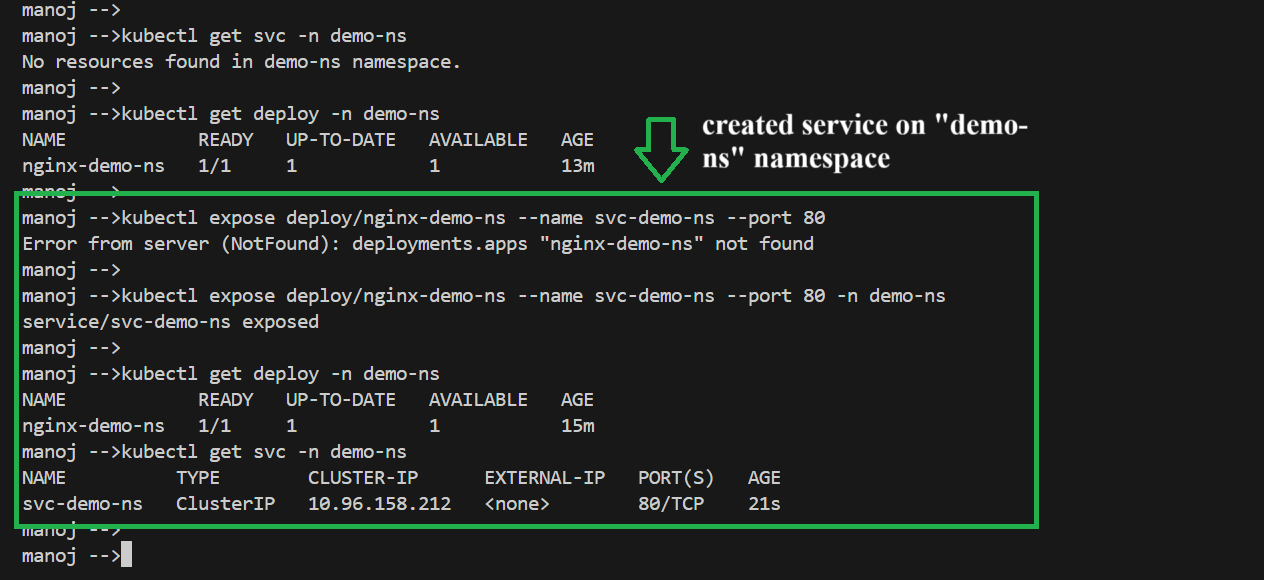 manoj -->
manoj -->kubectl get svc -n demo-ns
No resources found in demo-ns namespace.
manoj -->
manoj -->kubectl get deploy -n demo-ns
NAME            READY   UP-TO-DATE   AVAILABLE   AGE
nginx-demo-ns   1/1     1            1           13m
created service on "demo-
ns" namespace
manoj -->
manoj -->kubectl expose deploy/nginx-demo-ns --name svc-demo-ns --port 80
Error from server (NotFound): deployments.apps "nginx-demo-ns" not found
manoj -->
manoj -->kubectl expose deploy/nginx-demo-ns --name svc-demo-ns --port 80 -n demo-ns
service/svc-demo-ns exposed
manoj -->
manoj -->kubectl get deploy -n demo-ns
NAME            READY   UP-TO-DATE   AVAILABLE   AGE
nginx-demo-ns   1/1     1            1           15m
manoj -->kubectl get svc -n demo-ns
NAME          TYPE        CLUSTER-IP      EXTERNAL-IP   PORT(S)   AGE
svc-demo-ns   ClusterIP   10.96.158.212   <none>        80/TCP    21s
manoj -->
manoj -->